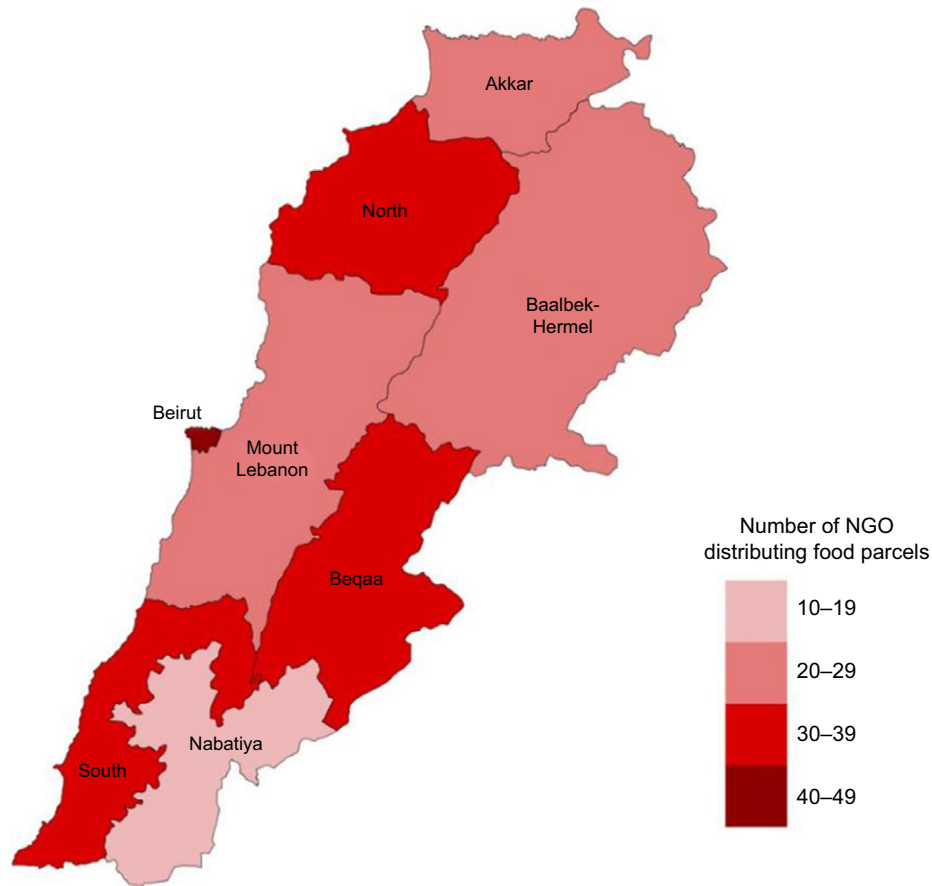 Akkar
North
Baalbek-
Hermel
Beirut
Mount
Lebanon
Beqaa
Nabatiya
South
Number of NGO
distributing food parcels
10–19
20–29
30–39
40–49